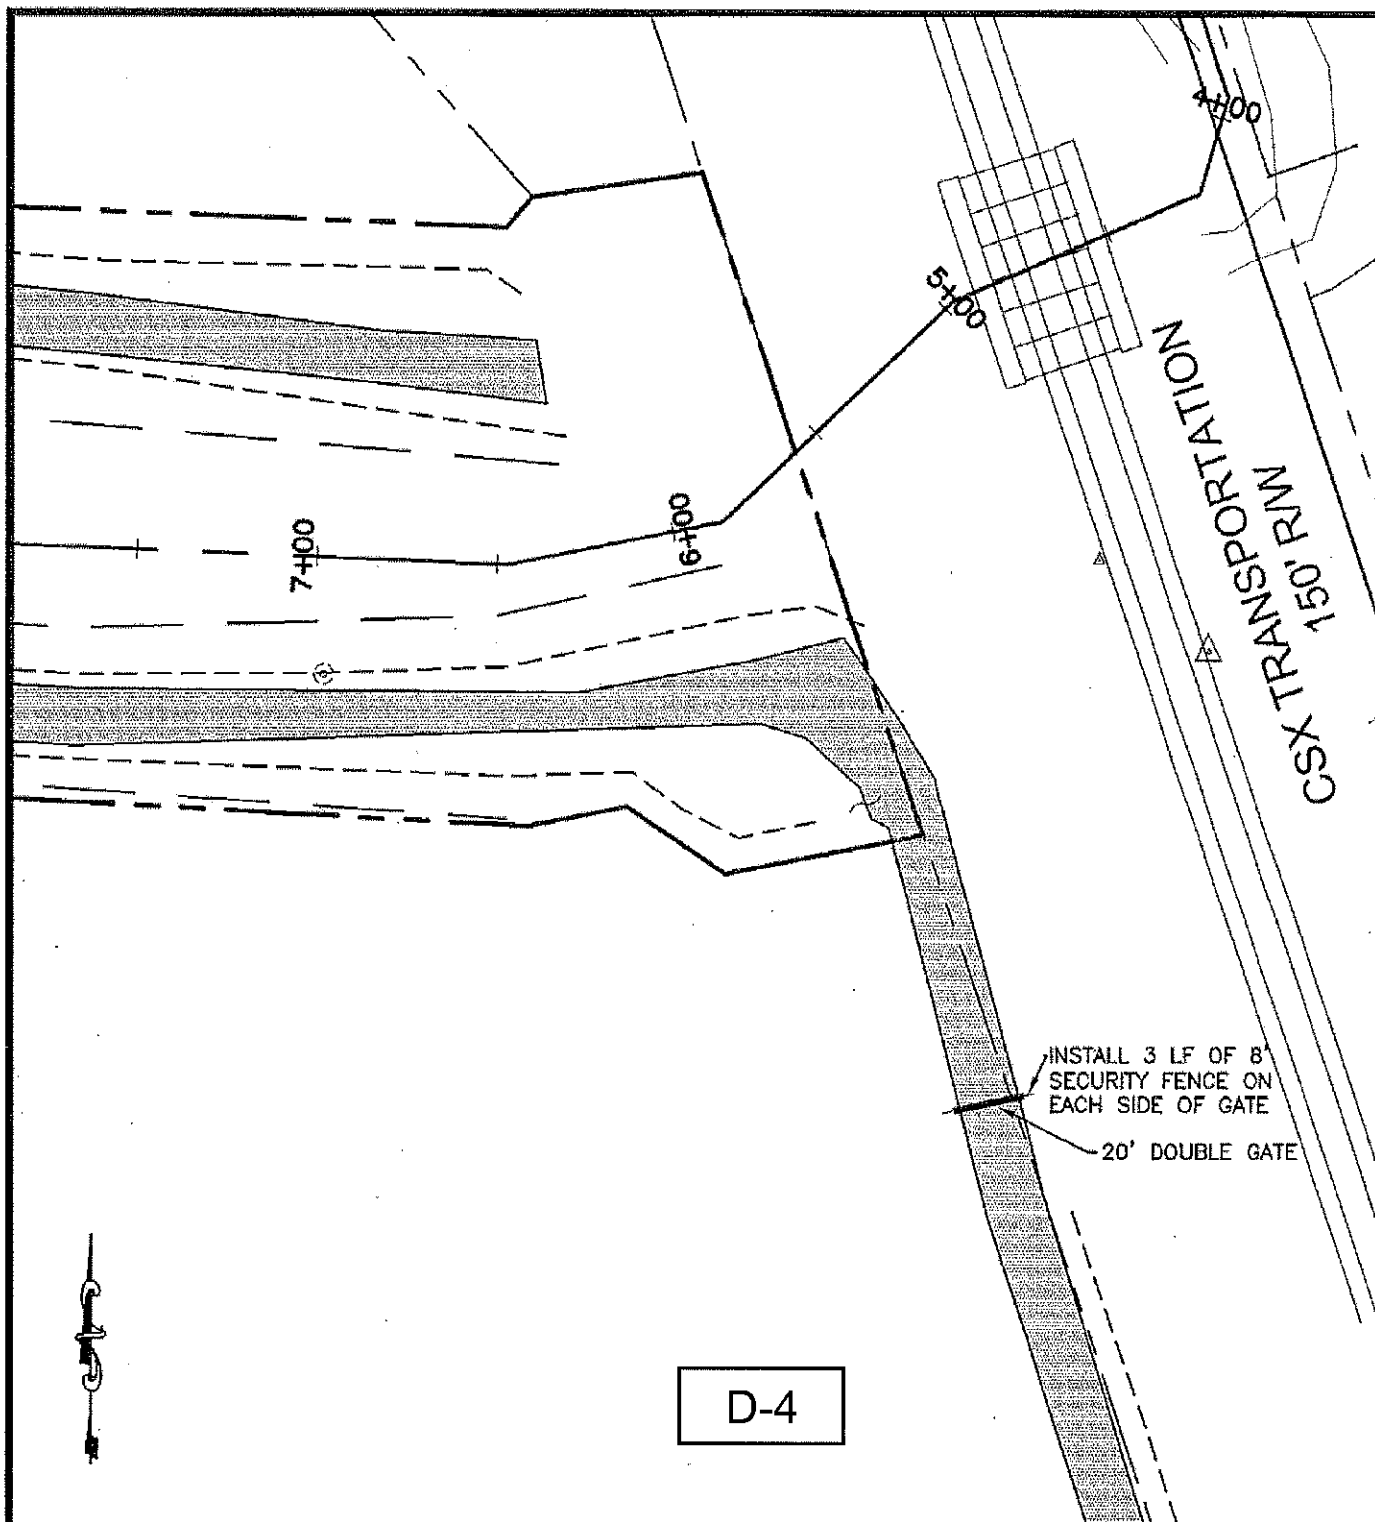 4+00
5+00
CSX TRANSPORTATION
150' R/W
6+00
7+00
INSTALL 3 LF OF 8'
SECURITY FENCE ON
EACH SIDE OF GATE
20' DOUBLE GATE
D-4